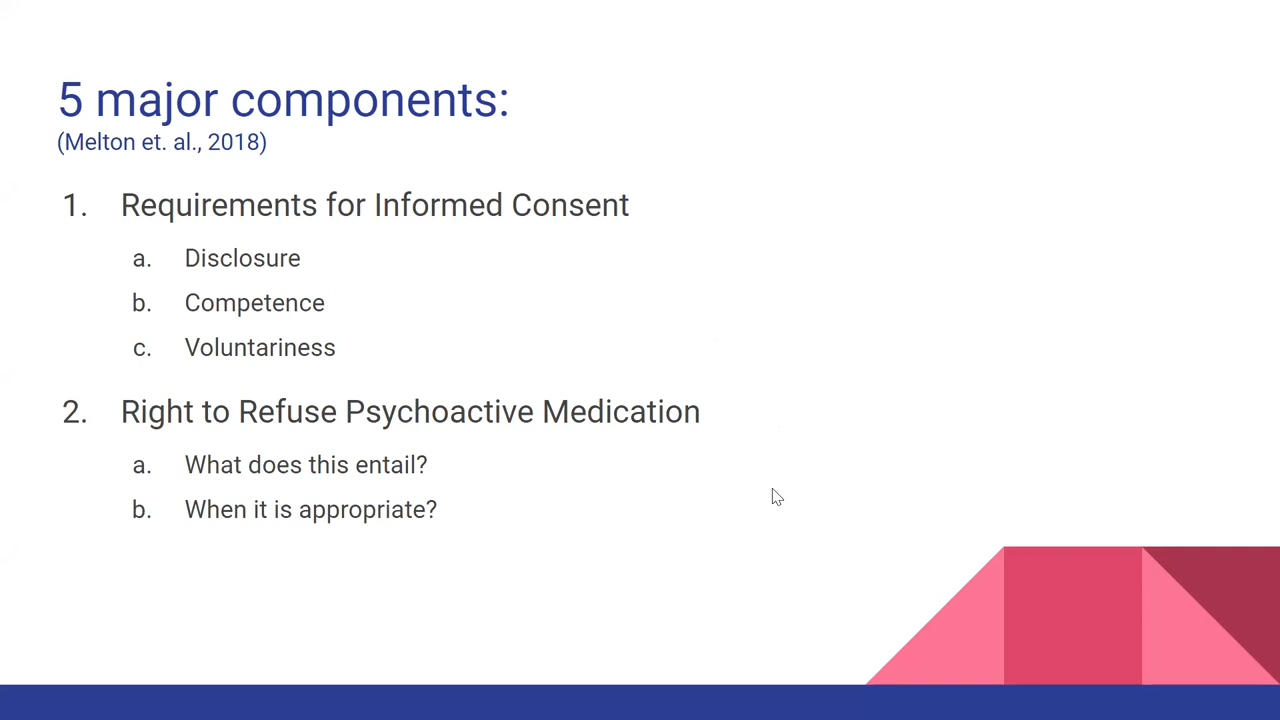 5 major components:
(Melton et. al., 2018)
1. Requirements for Informed Consent
a. Disclosure
b. Competence
c. Voluntariness
2. Right to Refuse Psychoactive Medication
a. What does this entail?
b. When it is appropriate?